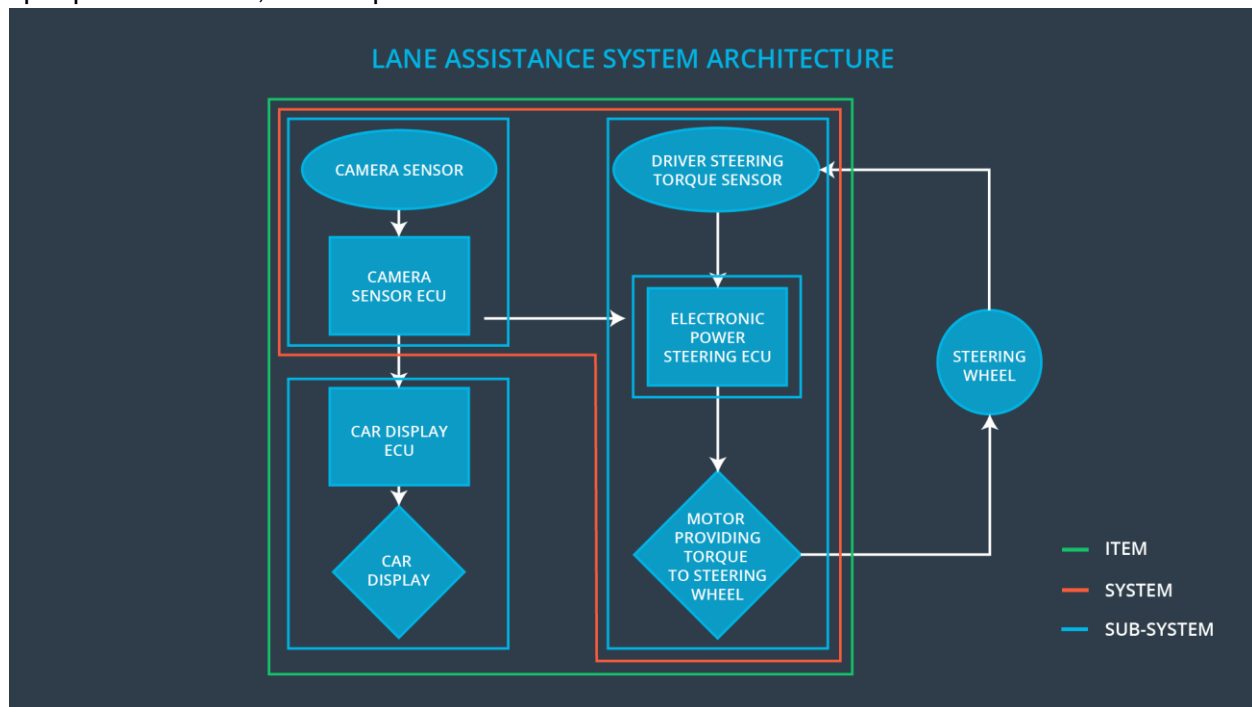 LANE ASSISTANCE SYSTEM ARCHITECTURE
CAMERA SENSOR
CAMERA
SENSOR ECU
CAR DISPLAY
ECU
CAR
DISPLAY
DRIVER STEERING
TORQUE SENSOR
ELECTRONIC
POWER
STEERING ECU
MOTOR
PROVIDING
TORQUE
TO STEERING
WHEEL
STEERING
WHEEL
ITEM
SYSTEM
SUB-SYSTEM